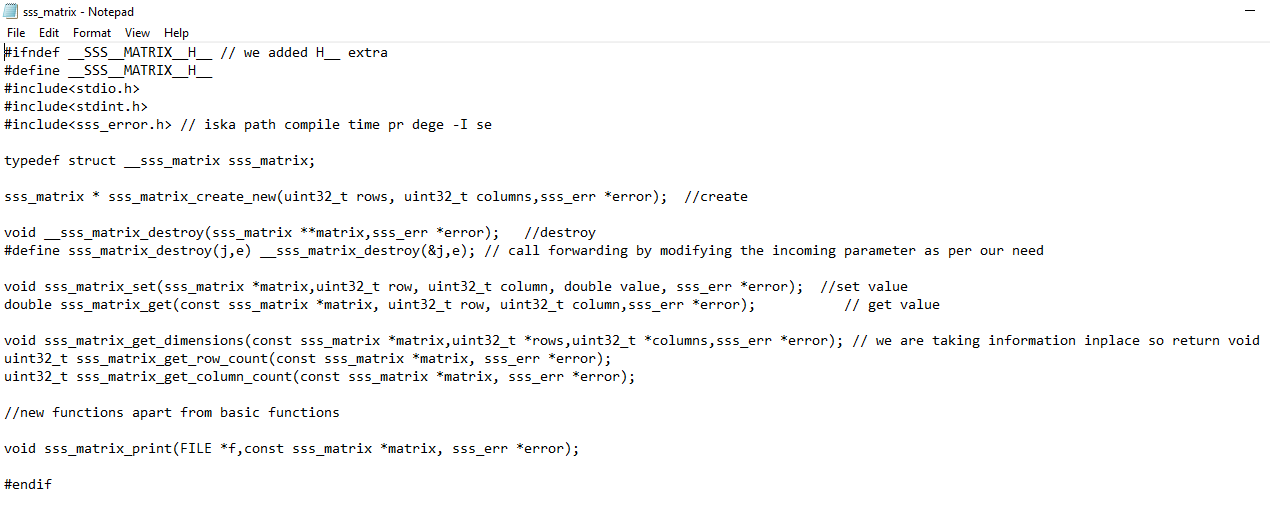 sss_matrix - Notepad
File Edit Format View Help
#ifndef __SSS__MATRIX__H__ // we added H__ extra
#define __SSS__MATRIX__H__
#include<stdio.h>
#include<stdint.h>
#include<sss_error.h> // iska path compile time pr dege -I se
typedef struct __sss_matrix sss_matrix;
sss_matrix * sss_matrix_create_new(uint32_t rows, uint32_t columns,sss_err *error);  //create
void __sss_matrix_destroy(sss_matrix **matrix,sss_err *error);   //destroy
#define sss_matrix_destroy(j,e) __sss_matrix_destroy(&j,e); // call forwarding by modifying the incoming parameter as per our need
void sss_matrix_set(sss_matrix *matrix,uint32_t row, uint32_t column, double value, sss_err *error);  //set value
double sss_matrix_get(const sss_matrix *matrix, uint32_t row, uint32_t column,sss_err *error);           // get value
void sss_matrix_get_dimensions(const sss_matrix *matrix,uint32_t *rows,uint32_t *columns,sss_err *error); // we are taking information inplace so return void
uint32_t sss_matrix_get_row_count(const sss_matrix *matrix, sss_err *error);
uint32_t sss_matrix_get_column_count(const sss_matrix *matrix, sss_err *error);
//new functions apart from basic functions
void sss_matrix_print(FILE *f,const sss_matrix *matrix, sss_err *error);
#endif